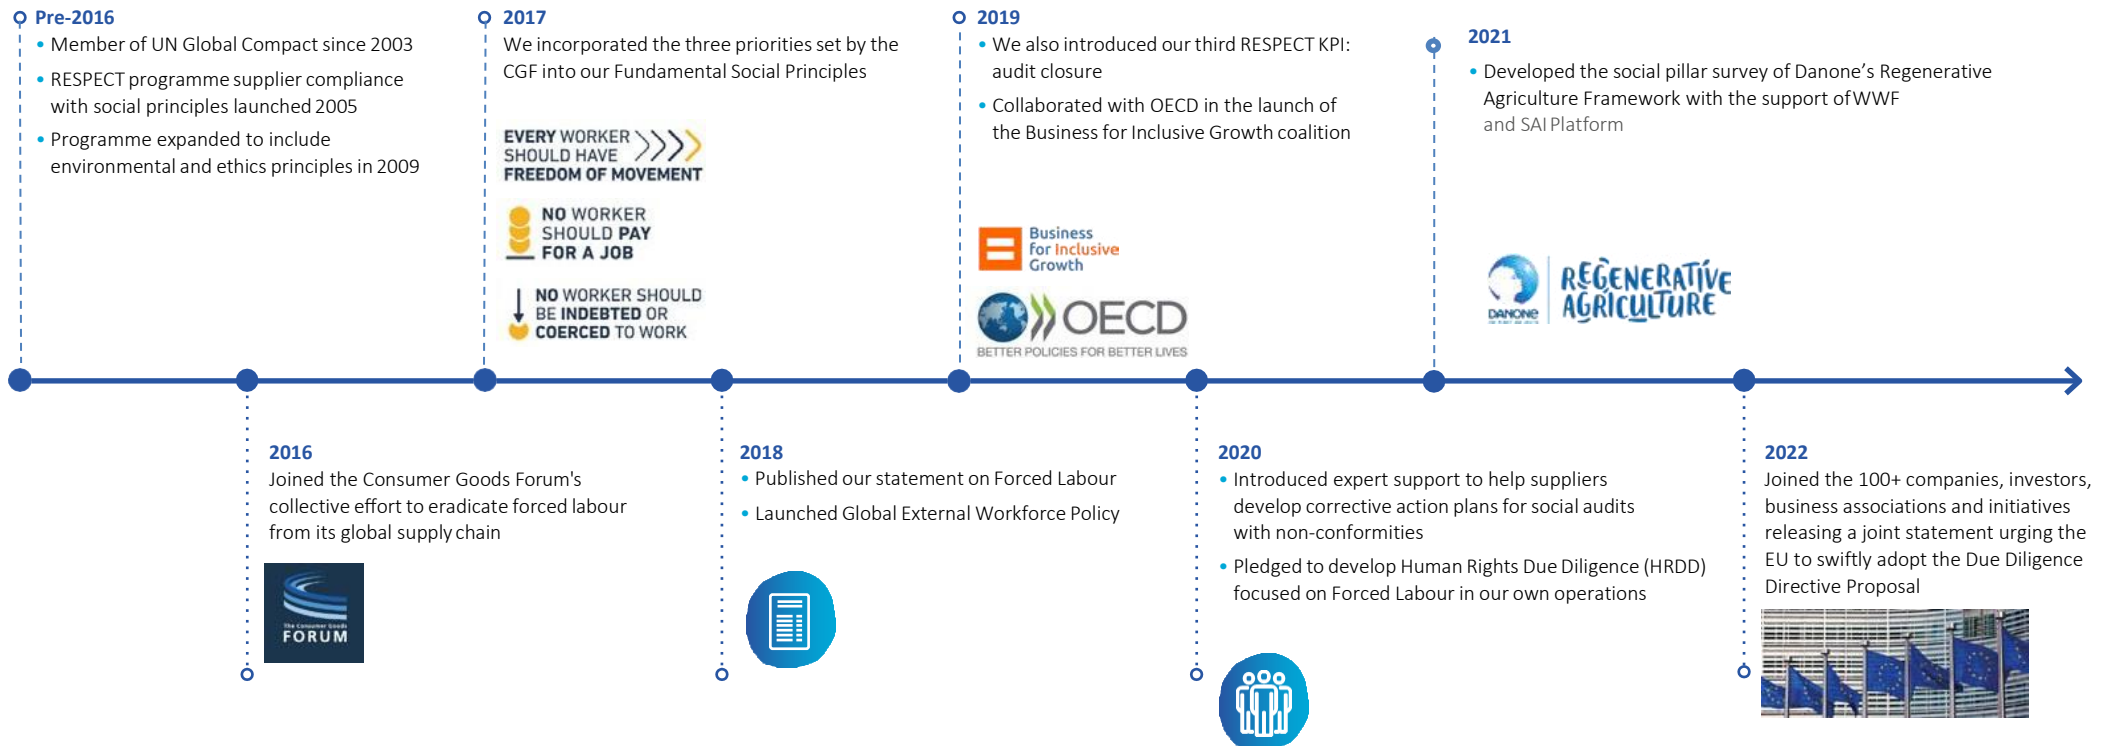 Pre-2016
• Member of UN Global Compact since 2003
• RESPECT programme supplier compliance
with social principles launched 2005
• Programme expanded to include
environmental and ethics principles in 2009
2016
Joined the Consumer Goods Forum's
collective effort to eradicate forced labour
from its global supply chain
The Consumer Goods
FORUM
2017
We incorporated the three priorities set by the
CGF into our Fundamental Social Principles
EVERY WORKER
SHOULD HAVE
FREEDOM OF MOVEMENT
NO WORKER
SHOULD PAY
FOR A JOB
NO WORKER SHOULD
BE INDEBTED OR
COERCED TO WORK
2018
• Published our statement on Forced Labour
• Launched Global External Workforce Policy
2019
• We also introduced our third RESPECT KPI:
audit closure
• Collaborated with OECD in the launch of
the Business for Inclusive Growth coalition
Business
for Inclusive
Growth
OECD
BETTER POLICIES FOR BETTER LIVES
2020
• Introduced expert support to help suppliers
develop corrective action plans for social audits
with non-conformities
• Pledged to develop Human Rights Due Diligence (HRDD)
focused on Forced Labour in our own operations
2021
• Developed the social pillar survey of Danone's Regenerative
Agriculture Framework with the support of WWF
and SAI Platform
DANONE
REGENERATIVE
AGRICULTURE
2022
Joined the 100+ companies, investors,
business associations and initiatives
releasing a joint statement urging the
EU to swiftly adopt the Due Diligence
Directive Proposal